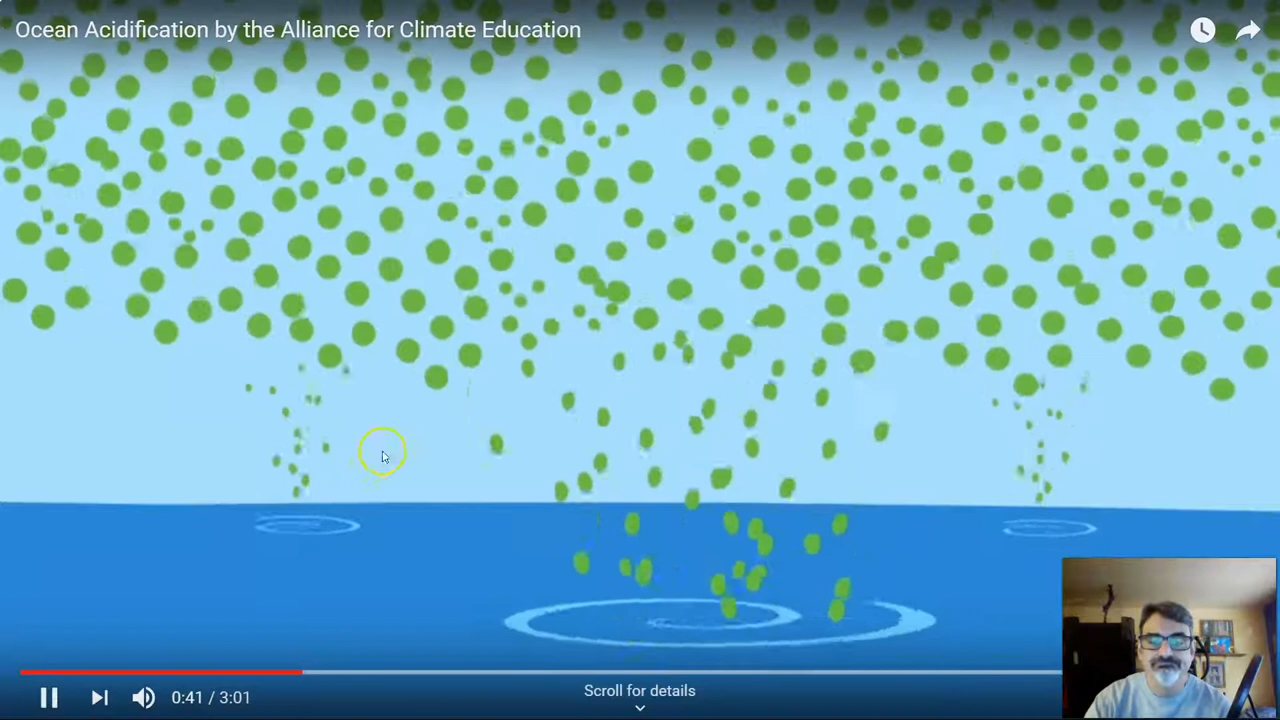 Ocean Acidification by the Alliance for Climate Education
0:41 / 3:01
Scroll for details